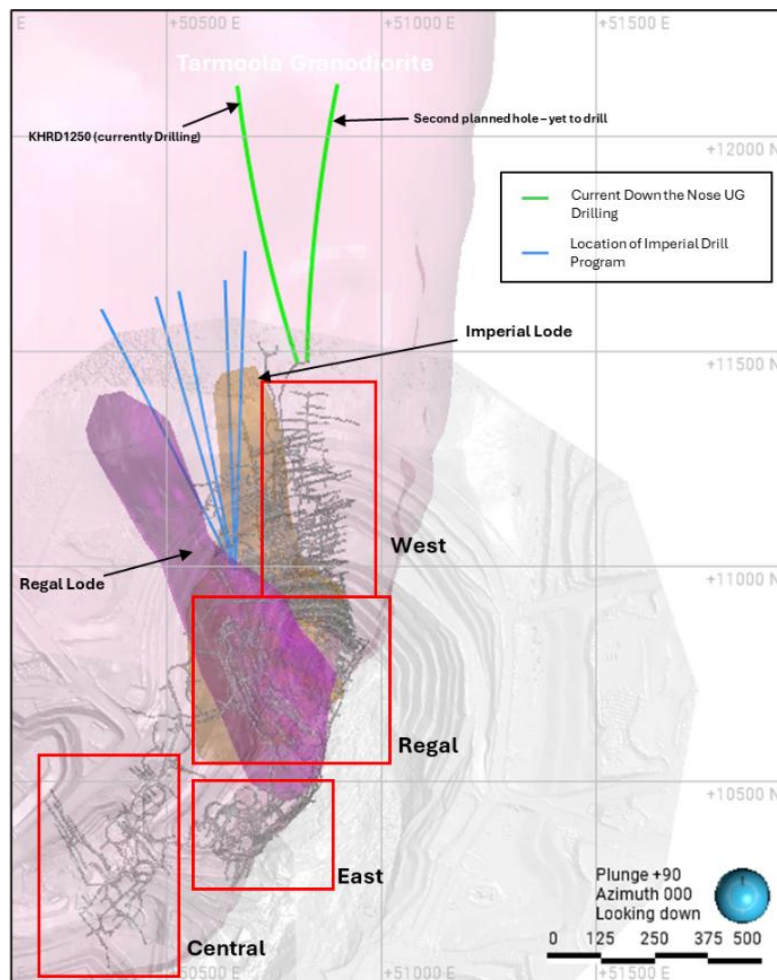 E
+50500 E
+51000 E
+51500 E
Tarmoola Granodiorite
KHRD1250 (currently Drilling)
Second planned hole – yet to drill
+12000 N
Current Down the Nose UG
Drilling
Location of Imperial Drill
Program
Imperial Lode
+11500 N
West
Regal Lode
+11000 N
Regal
+10500 N
East
Central
Plunge +90
Azimuth 000
Looking down
0 125 250 375 500
E
+50500 E
+51000 E
+51500 E